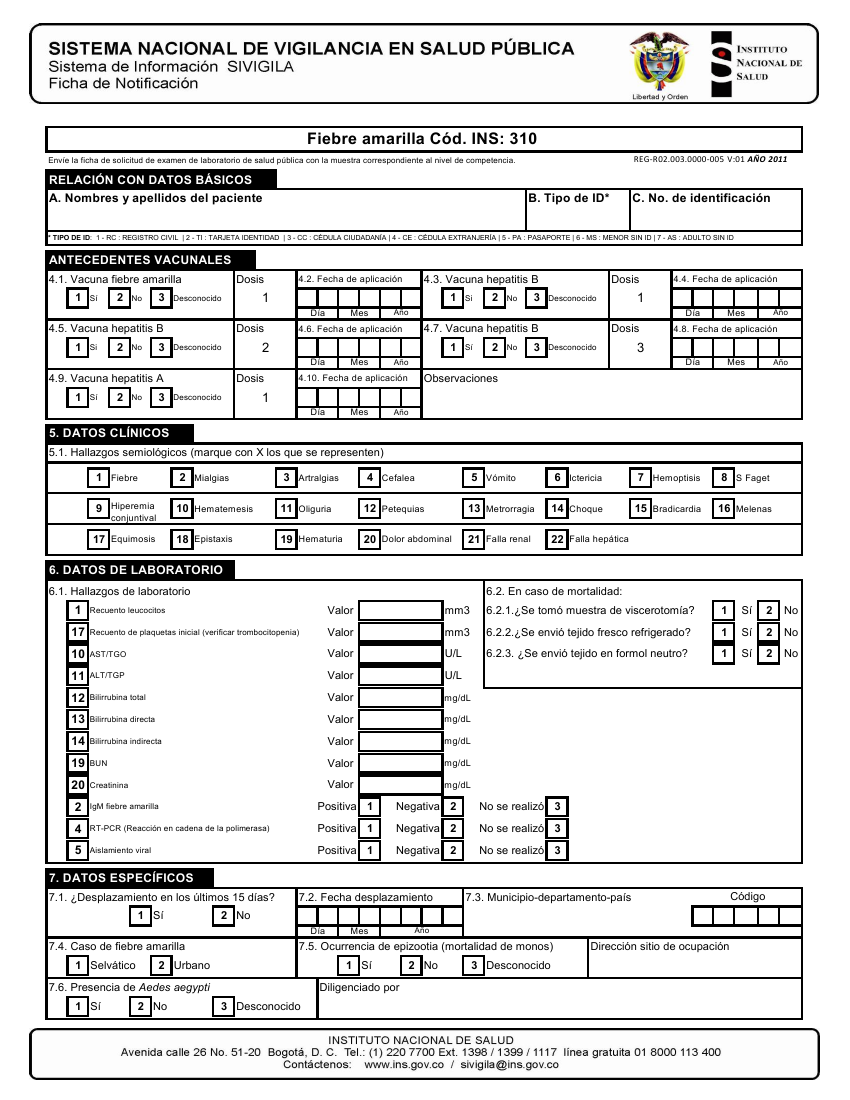 SISTEMA NACIONAL DE VIGILANCIA EN SALUD PÚBLICA
Sistema de Información SIVIGILA
Ficha de Notificación
Libertad y Orden
INSTITUTO
NACIONAL DE
SALUD
Fiebre amarilla Cód. INS: 310
Envíe la ficha de solicitud de examen de laboratorio de salud pública con la muestra correspondiente al nivel de competencia. REG-R02.003.0000-005 V:01 AÑO 2011
RELACIÓN CON DATOS BÁSICOS
A. Nombres y apellidos del paciente B. Tipo de ID* C. No. de identificación
* TIPO DE ID: 1 - RC : REGISTRO CIVIL | 2 - TI : TARJETA IDENTIDAD | 3 - CC : CÉDULA CIUDADANÍA | 4 - CE : CÉDULA EXTRANJERÍA | 5 - PA : PASAPORTE | 6 - MS : MENOR SIN ID | 7 - AS : ADULTO SIN ID
ANTECEDENTES VACUNALES
4.1. Vacuna fiebre amarilla Dosis 4.2. Fecha de aplicación 4.3. Vacuna hepatitis B Dosis 4.4. Fecha de aplicación
1 Sí 2 No 3 Desconocido 1 1 Sí 2 No 3 Desconocido 1
Día Mes Año Día Mes Año
4.5. Vacuna hepatitis B Dosis 4.6. Fecha de aplicación 4.7. Vacuna hepatitis B Dosis 4.8. Fecha de aplicación
1 Sí 2 No 3 Desconocido 2 1 Sí 2 No 3 Desconocido 3
Día Mes Año Día Mes Año
4.9. Vacuna hepatitis A Dosis 4.10. Fecha de aplicación Observaciones
1 Sí 2 No 3 Desconocido 1
Día Mes Año
5. DATOS CLÍNICOS
5.1. Hallazgos semiológicos (marque con X los que se representen)
1 Fiebre 2 Mialgias 3 Artralgias 4 Cefalea 5 Vómito 6 Ictericia 7 Hemoptisis 8 S Faget
9 Hiperemia conjuntival 10 Hematemesis 11 Oliguria 12 Petequias 13 Metrorragia 14 Choque 15 Bradicardia 16 Melenas
17 Equimosis 18 Epistaxis 19 Hematuria 20 Dolor abdominal 21 Falla renal 22 Falla hepática
6. DATOS DE LABORATORIO
6.1. Hallazgos de laboratorio 6.2. En caso de mortalidad:
1 Recuento leucocitos Valor mm3 6.2.1.¿Se tomó muestra de viscerotomía? 1 Sí 2 No
17 Recuento de plaquetas inicial (verificar trombocitopenia) Valor mm3 6.2.2.¿Se envió tejido fresco refrigerado? 1 Sí 2 No
10 AST/TGO Valor U/L 6.2.3. ¿Se envió tejido en formol neutro? 1 Sí 2 No
11 ALT/TGP Valor U/L
12 Bilirrubina total Valor mg/dL
13 Bilirrubina directa Valor mg/dL
14 Bilirrubina indirecta Valor mg/dL
19 BUN Valor mg/dL
20 Creatinina Valor mg/dL
2 IgM fiebre amarilla Positiva 1 Negativa 2 No se realizó 3
4 RT-PCR (Reacción en cadena de la polimerasa) Positiva 1 Negativa 2 No se realizó 3
5 Aislamiento viral Positiva 1 Negativa 2 No se realizó 3
7. DATOS ESPECÍFICOS
7.1. ¿Desplazamiento en los últimos 15 días? 7.2. Fecha desplazamiento 7.3. Municipio-departamento-país Código
1 Sí 2 No
Día Mes Año
7.4. Caso de fiebre amarilla 7.5. Ocurrencia de epizootia (mortalidad de monos) Dirección sitio de ocupación
1 Selvático 2 Urbano 1 Sí 2 No 3 Desconocido
7.6. Presencia de Aedes aegypti Diligenciado por
1 Sí 2 No 3 Desconocido
INSTITUTO NACIONAL DE SALUD
Avenida calle 26 No. 51-20 Bogotá, D. C. Tel.: (1) 220 7700 Ext. 1398 / 1399 / 1117 línea gratuita 01 8000 113 400
Contáctenos: www.ins.gov.co / sivigila@ins.gov.co